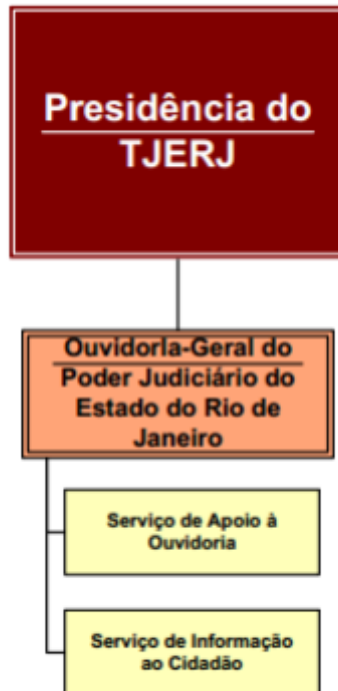 Presidência do
TJERJ
Ouvidoria-Geral do
Poder Judiciário do
Estado do Rio de
Janeiro
Serviço de Apoio à
Ouvidoria
Serviço de Informação
ao Cidadão